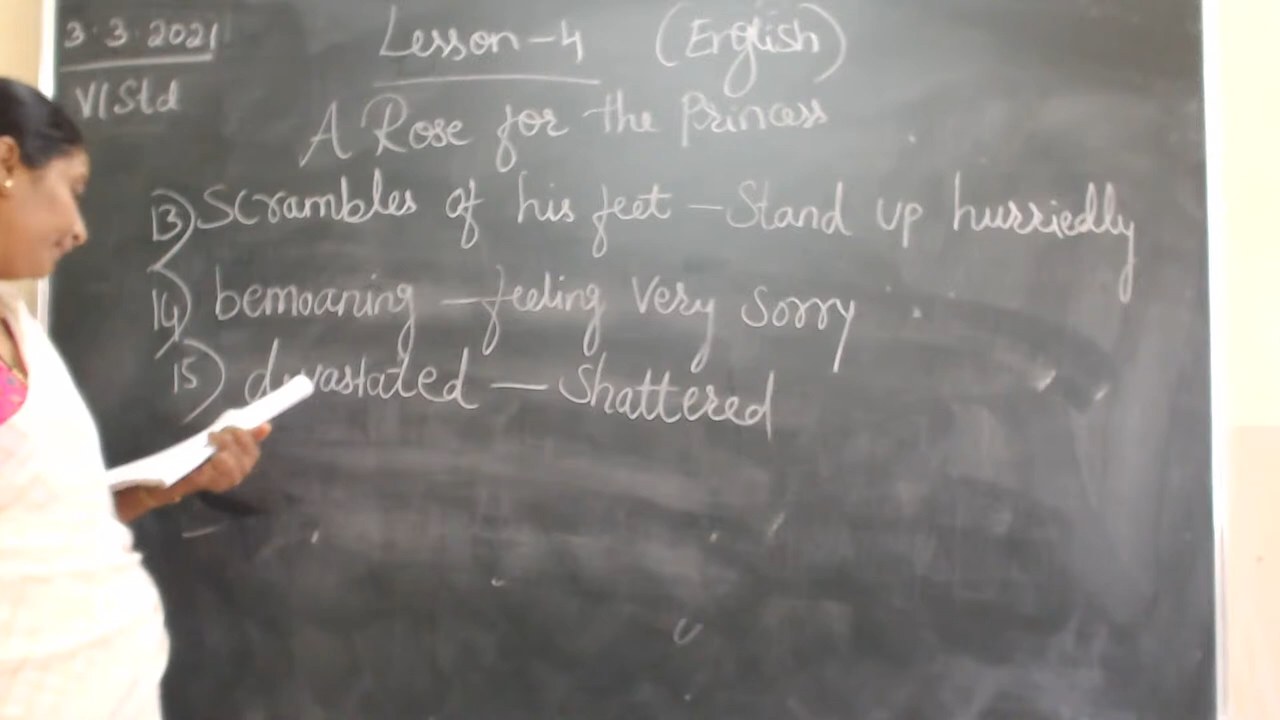 3.3.2021
VI Std
Lesson-4 (English)
A Rose for the Princess
13) Scrambles of his feet - Stand up hurriedly
14) bemoaning - feeling very sorry
15) devastated - Shattered